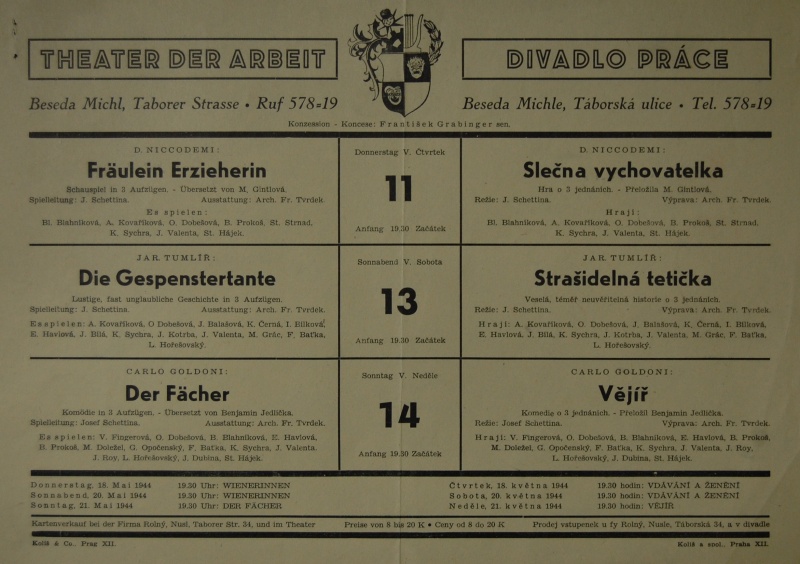 THEATER DER ARBEIT
Beseda Michl, Taborer Strasse • Ruf 578=19
DIVADLO PRÁCE
Beseda Michle, Táborská ulice • Tel. 578=19
Konzession - Koncese: František Grabinger sen.
D. NICCODEMI:
Fräulein Erzieherin
Schauspiel in 3 Aufzügen. - Übersetzt von M. Gintlová.
Spielleitung: J. Schettina. Ausstattung: Arch. Fr. Tvrdek.
Es spielen:
Bl. Blahníková, A. Kovaříková, O. Dobešová, B. Prokoš, St. Strnad,
K. Sychra, J. Valenta, St. Hájek.
Donnerstag V. Čtvrtek
11
Anfang 19.30 Začátek
D. NICCODEMI:
Slečna vychovatelka
Hra o 3 jednáních. - Přeložila M. Gintlová.
Režie: J. Schettina. Výprava: Arch. Fr. Tvrdek.
Hrají:
Bl. Blahníková, A. Kovaříková, O. Dobešová, B. Prokoš, St. Strnad,
K. Sychra, J. Valenta, St. Hájek.
JAR. TUMLÍŘ:
Die Gespenstertante
Lustige, fast unglaubliche Geschichte in 3 Aufzügen.
Spielleitung: J. Schettina. Ausstattung: Arch. Fr. Tvrdek.
Es spielen: A. Kovaříková, O Dobešová, J. Balašová, K. Černá, I. Bílková,
E. Havlová, J. Bílá, K. Sychra, J. Kotrba, J. Valenta, M. Grác, F. Baťka,
L. Hořešovský.
Sonnabend V. Sobota
13
Anfang 19.30 Začátek
JAR. TUMLÍŘ:
Strašidelná tetička
Veselá, téměř neuvěřitelná historie o 3 jednáních.
Režie: J. Schettina. Výprava: Arch. Fr. Tvrdek.
Hrají: A. Kovaříková, O. Dobešová, J. Balašová, K. Černá, I. Bílková,
E. Havlová, J. Bílá, K. Sychra, J. Kotrba, J. Valenta, M. Grác, F. Baťka,
L. Hořešovský.
CARLO GOLDONI:
Der Fächer
Komödie in 3 Aufzügen. - Übersetzt von Benjamin Jedlička.
Spielleitung: Josef Schettina. Ausstattung: Arch. Fr. Tvrdek.
Es spielen: V. Fingerová, O. Dobešová, B. Blahníková, E. Havlová,
B. Prokoš, M. Doležel, G. Opočenský, F. Baťka, K. Sychra, J. Valenta.
J. Roy, L. Hořešovský, J. Dubina, St. Hájek.
Sonntag V. Neděle
14
Anfang 19.30 Začátek
CARLO GOLDONI:
Vějíř
Komedie o 3 jednáních. - Přeložil Benjamin Jedlička.
Režie: Josef Schettina. Výprava: Arch. Fr. Tvrdek.
Hrají: V. Fingerová, O. Dobešová, B. Blahníková, E. Havlová, B. Prokoš,
M. Doležel, G. Opočenský, F. Baťka, K. Sychra, J. Valenta, J. Roy,
L. Hořešovský, J. Dubina, St. Hájek.
Donnerstag, 18. Mai 1944 19.30 Uhr: WIENERINNEN
Sonnabend, 20. Mai 1944 19.30 Uhr: WIENERINNEN
Sonntag, 21. Mai 1944 19.30 Uhr: DER FÄCHER
Čtvrtek, 18. května 1944 19.30 hodin: VDÁVÁNÍ A ŽENĚNÍ
Sobota, 20. května 1944 19.30 hodin: VDÁVÁNÍ A ŽENĚNÍ
Neděle, 21. května 1944 19.30 hodin: VĚJÍŘ
Kartenverkauf bei der Firma Rolný, Nusl, Taborer Str. 34, und im Theater Preise von 8 bis 20 K • Ceny od 8 do 20 K Prodej vstupenek u fy Rolný, Nusle, Táborská 34, a v divadle
Koliš & Co. Prag XII. Koliš a spol., Praha XII.